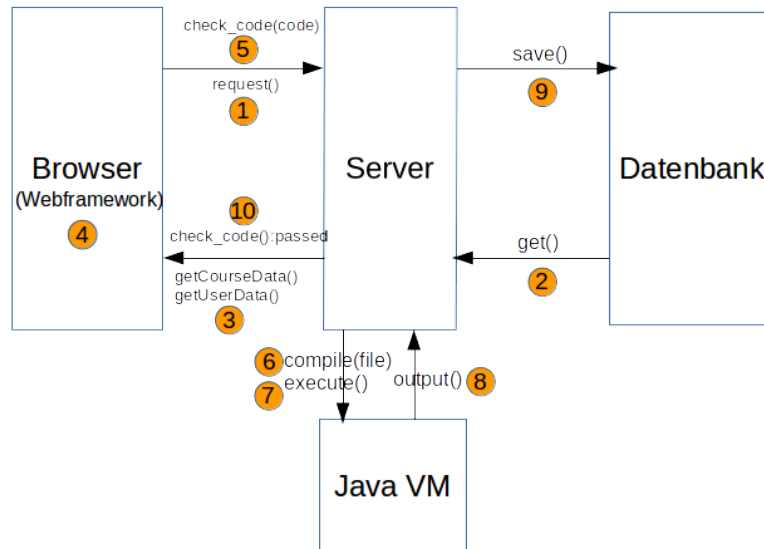 check_code(code)
5
request()
1
save()
9
Browser
(Webframework)
4
Server
Datenbank
10
check_code():passed
getCourseData()
getUserData()
3
get()
2
6 compile(file)
7 execute()
output() 8
Java VM